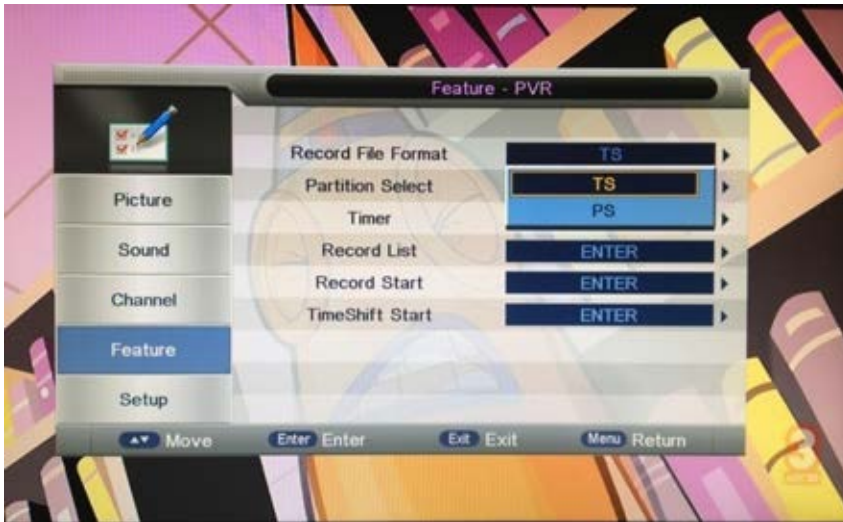 Feature - PVR
Record File Format TS
Partition Select TS
PS
Timer
Record List ENTER
Record Start ENTER
TimeShift Start ENTER
Picture
Sound
Channel
Feature
Setup
Move Enter Enter Exit Exit Menu Return